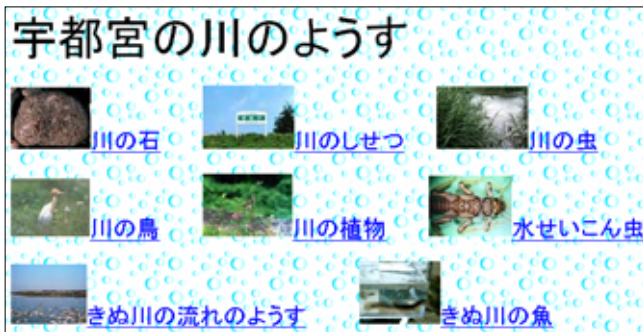 宇都宮の川のようす
川の石 川のしせつ 川の虫
川の鳥 川の植物 水せいこん虫
きぬ川の流れのようす きぬ川の魚